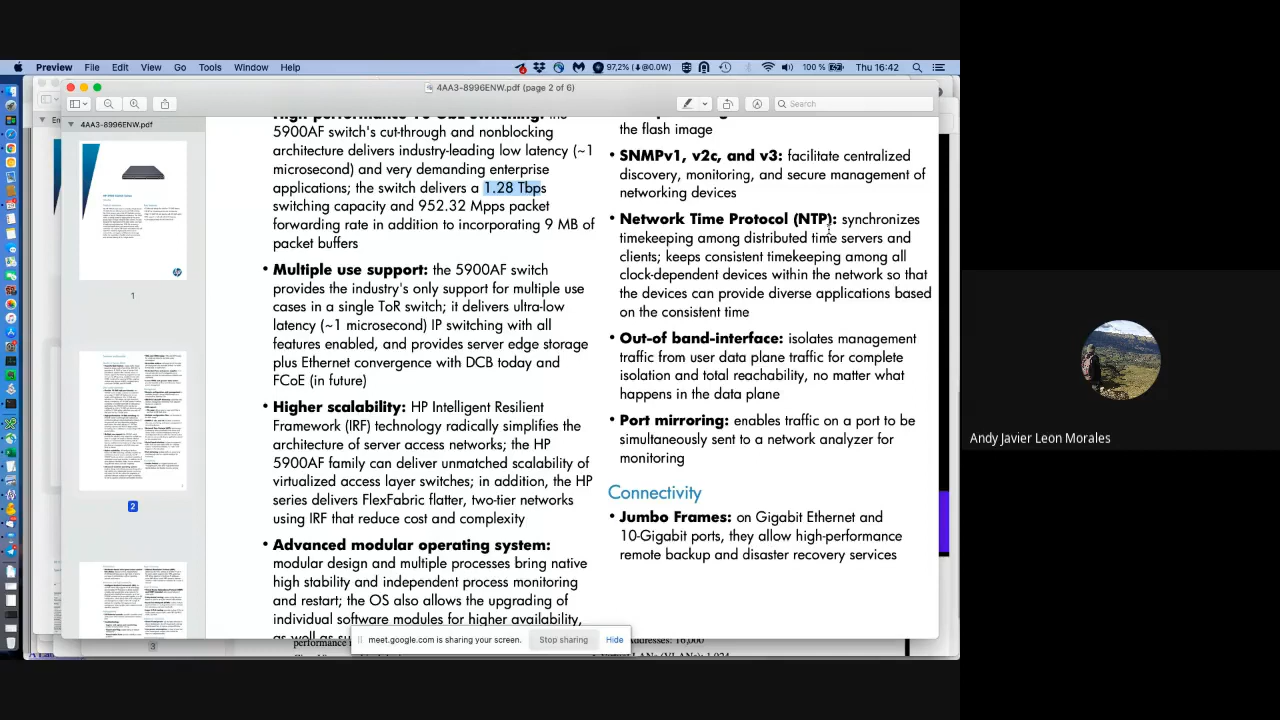 Preview File Edit View Go Tools Window Help
97,2% (⬇@0.0W) 100 % Thu 16:42
4AA3-8996ENW.pdf (page 2 of 6)
Search
4AA3-8996ENW.pdf
1
2
3
5900AF switch's cut-through and nonblocking
architecture delivers industry-leading low latency (~1
microsecond) and very demanding enterprise
applications; the switch delivers a 1.28 Tbps
switching capacity and 952.32 Mpps packet
forwarding rate in addition to incorporating 9 MB of
packet buffers
• Multiple use support: the 5900AF switch
provides the industry's only support for multiple use
cases in a single ToR switch; it delivers ultra-low
latency (~1 microsecond) IP switching with all
features enabled, and provides server edge storage
plus Ethernet convergence with DCB (today and
FCoE in future)
• Higher scalability: Intelligent Resilient
Framework (IRF) technology radically simplifies the
architecture of server access networks; the HP
5900AF family can deliver unmatched scalability of
virtualized access layer switches; in addition, the HP
series delivers FlexFabric flatter, two-tier networks
using IRF that reduce cost and complexity
• Advanced modular operating system:
modular design and multiple processes bring native
high stability and independent process monitoring
and restart; the OS also allows the upgrading of
individual software modules for higher availability,
the flash image
• SNMPv1, v2c, and v3: facilitate centralized
discovery, monitoring, and secure management of
networking devices
• Network Time Protocol (NTP): synchronizes
timekeeping among distributed time servers and
clients; keeps consistent timekeeping among all
clock-dependent devices within the network so that
the devices can provide diverse applications based
on the consistent time
• Out-of band-interface: isolates management
traffic from user data plane traffic for complete
isolation and total reachability, no matter what
happens in the data plane
• Port mirroring: enables traffic on a port to be
simultaneously sent to a network analyzer for
monitoring
Connectivity
• Jumbo Frames: on Gigabit Ethernet and
10-Gigabit ports, they allow high-performance
remote backup and disaster recovery services
meet.google.com is sharing your screen. Stop sharing Hide
Andy Javier Leon Morales